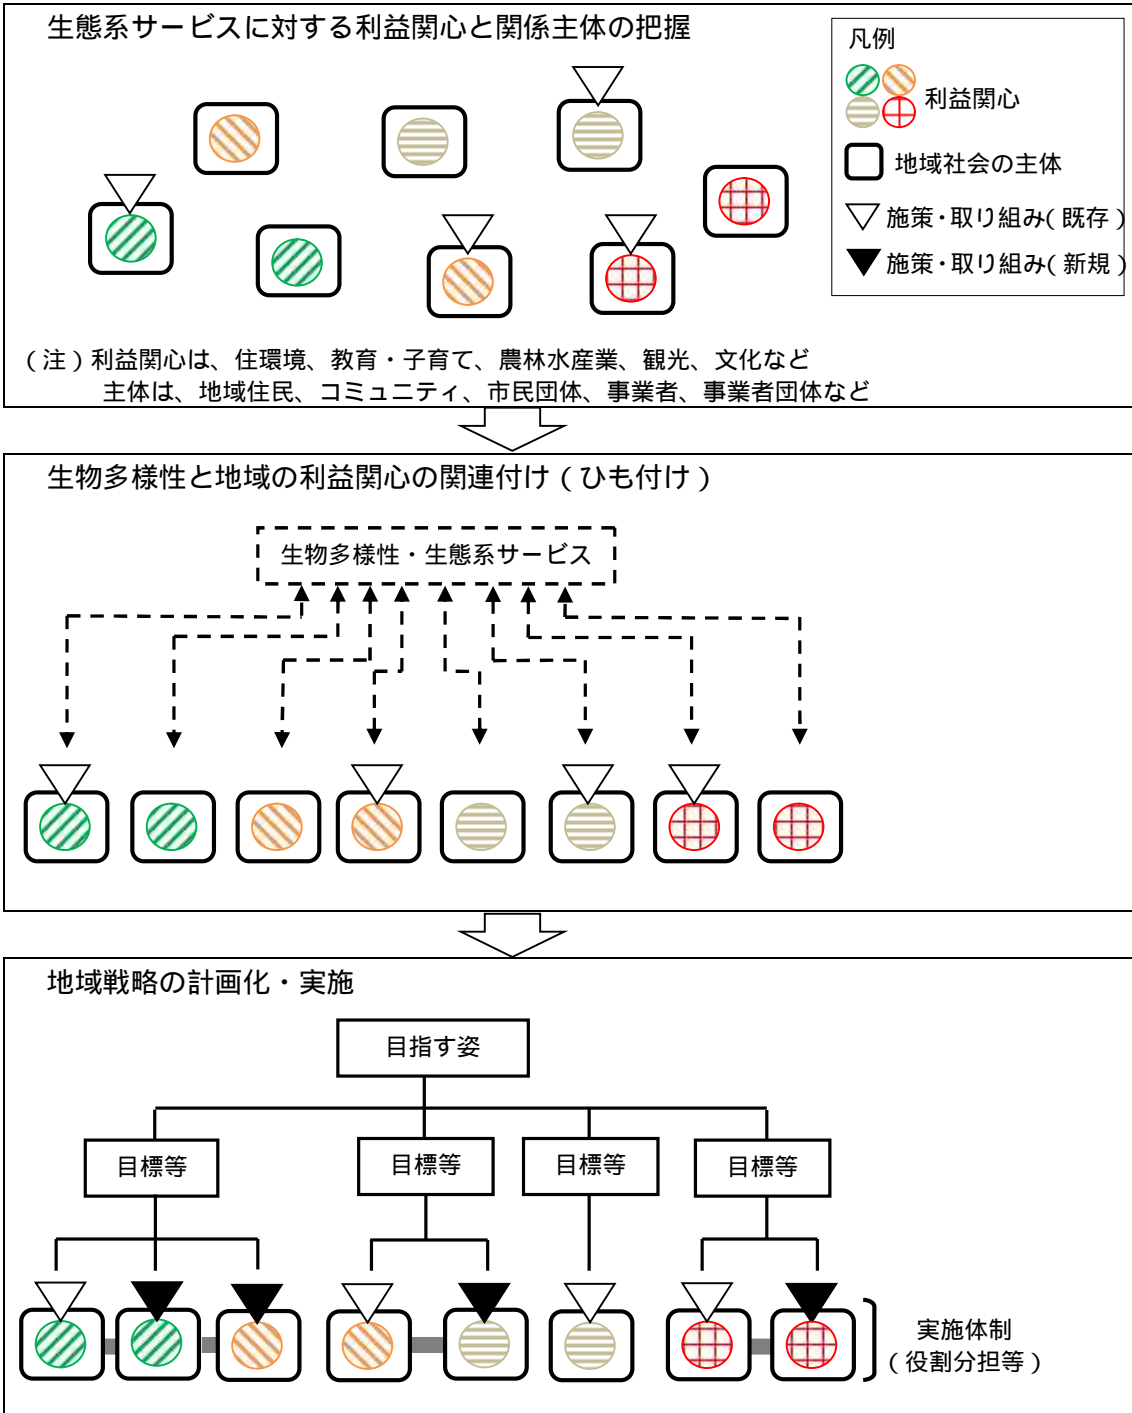 生態系サービスに対する利益関心と関係主体の把握
凡例
利益関心
地域社会の主体
施策・取り組み(既存)
施策・取り組み(新規)
(注)利益関心は、住環境、教育・子育て、農林水産業、観光、文化など
主体は、地域住民、コミュニティ、市民団体、事業者、事業者団体など
生物多様性と地域の利益関心の関連付け(ひも付け)
生物多様性・生態系サービス
地域戦略の計画化・実施
目指す姿
目標等
目標等
目標等
目標等
実施体制
(役割分担等)